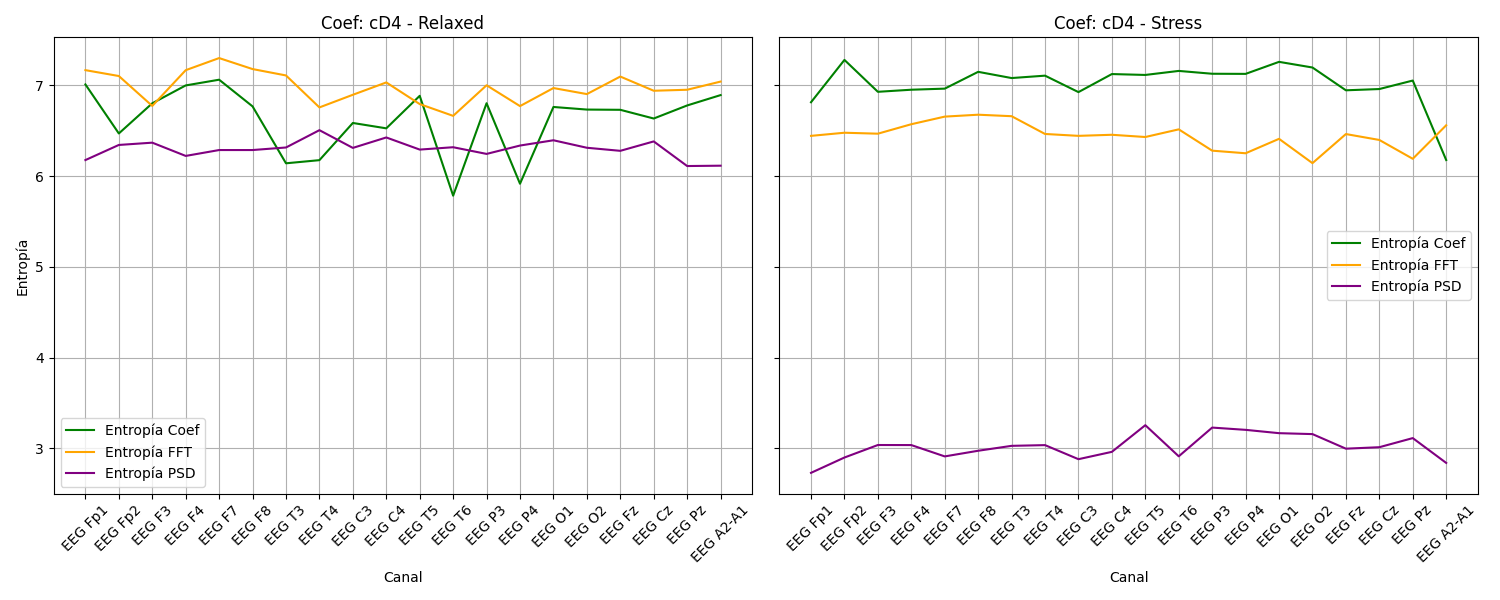 Coef: cD4 - Relaxed
Entropía
7
6
5
4
3
Entropía Coef
Entropía FFT
Entropía PSD
EEG Fp1
EEG Fp2
EEG F3
EEG F4
EEG F7
EEG F8
EEG T3
EEG T4
EEG C3
EEG C4
EEG T5
EEG T6
EEG P3
EEG P4
EEG O1
EEG O2
EEG Fz
EEG Cz
EEG Pz
EEG A2-A1
Canal
Coef: cD4 - Stress
Entropía Coef
Entropía FFT
Entropía PSD
EEG Fp1
EEG Fp2
EEG F3
EEG F4
EEG F7
EEG F8
EEG T3
EEG T4
EEG C3
EEG C4
EEG T5
EEG T6
EEG P3
EEG P4
EEG O1
EEG O2
EEG Fz
EEG Cz
EEG Pz
EEG A2-A1
Canal